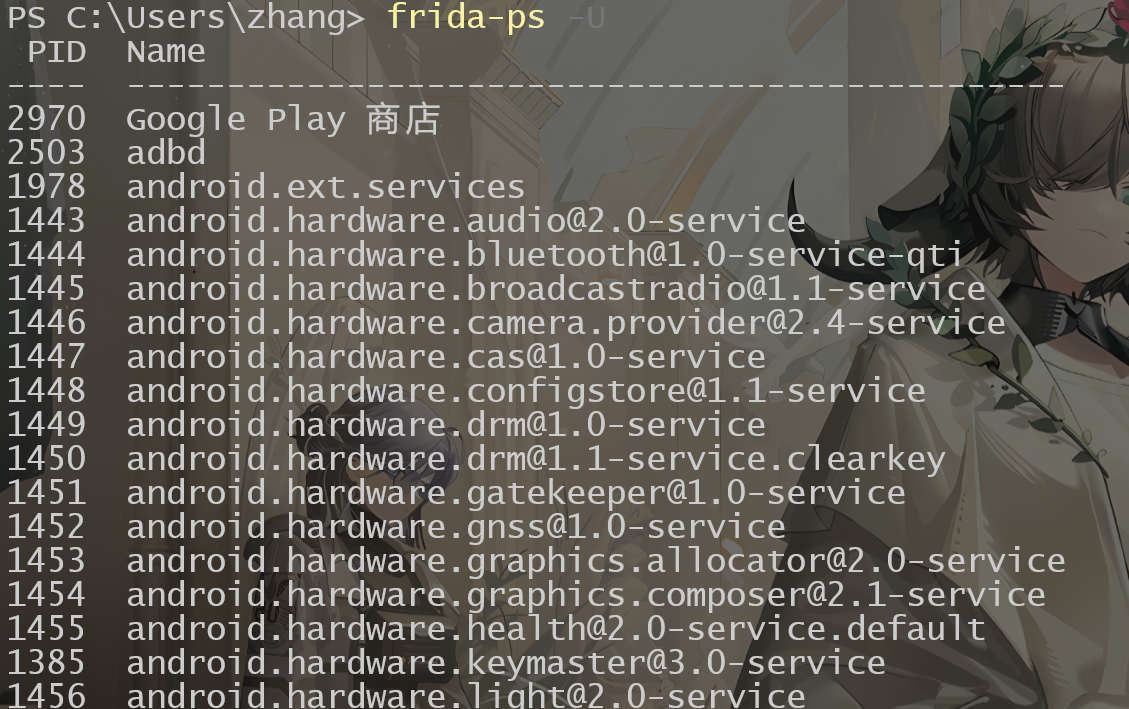 PS C:\Users\zhang> frida-ps -U
 PID  Name
----  -----------------------------------------------
2970  Google Play 商店
2503  adbd
1978  android.ext.services
1443  android.hardware.audio@2.0-service
1444  android.hardware.bluetooth@1.0-service-qti
1445  android.hardware.broadcastradio@1.1-service
1446  android.hardware.camera.provider@2.4-service
1447  android.hardware.cas@1.0-service
1448  android.hardware.configstore@1.1-service
1449  android.hardware.drm@1.0-service
1450  android.hardware.drm@1.1-service.clearkey
1451  android.hardware.gatekeeper@1.0-service
1452  android.hardware.gnss@1.0-service
1453  android.hardware.graphics.allocator@2.0-service
1454  android.hardware.graphics.composer@2.1-service
1455  android.hardware.health@2.0-service.default
1385  android.hardware.keymaster@3.0-service
1456  android.hardware.light@2.0-service